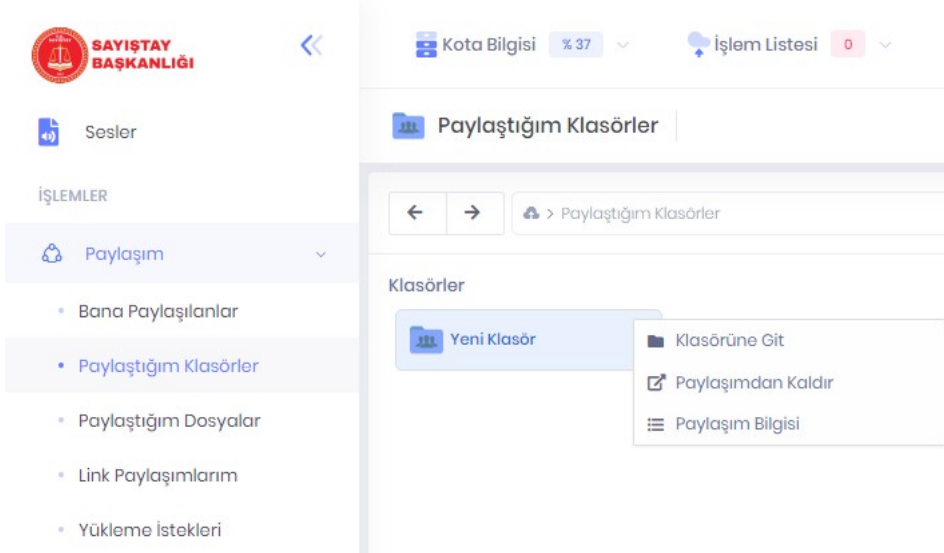 SAYIŞTAY
BAŞKANLIĞI
Sesler
İŞLEMLER
Paylaşım
Bana Paylaşılanlar
Paylaştığım Klasörler
Paylaştığım Dosyalar
Link Paylaşımlarım
Yükleme İstekleri
Kota Bilgisi % 37
İşlem Listesi 0
Paylaştığım Klasörler
> Paylaştığım Klasörler
Klasörler
Yeni Klasör
Klasörüne Git
Paylaşımdan Kaldır
Paylaşım Bilgisi